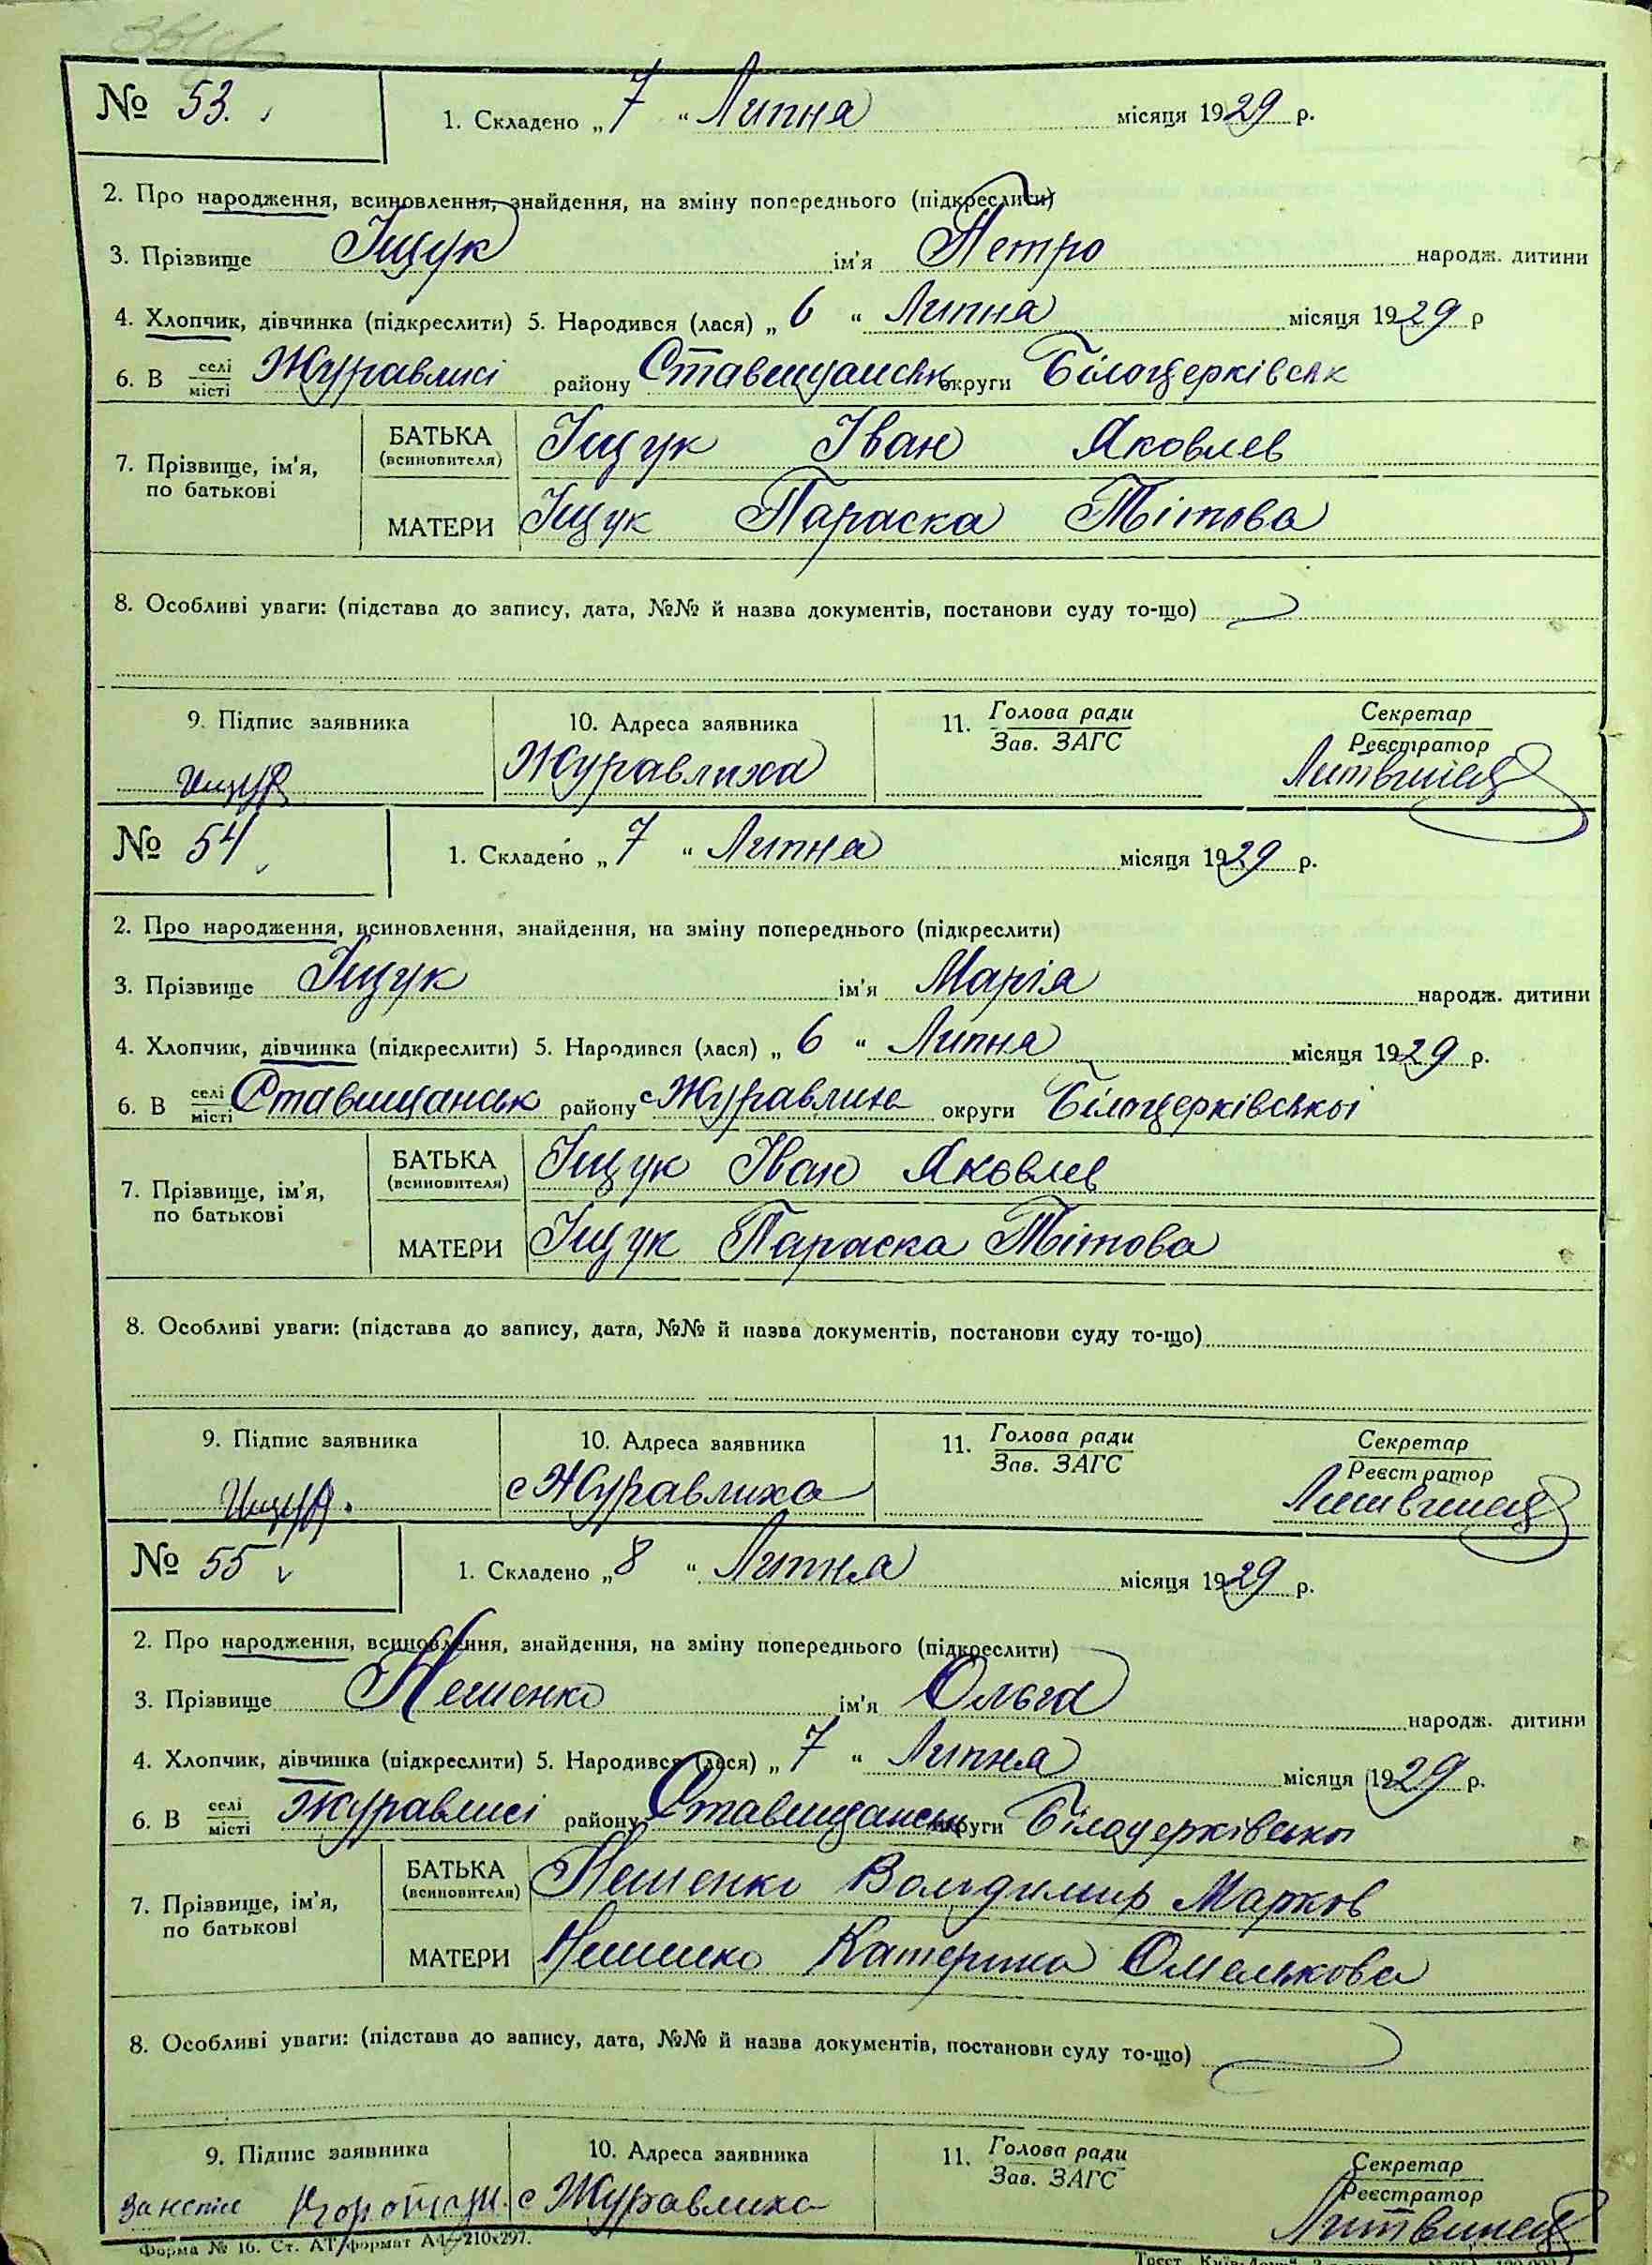 № 53. 1. Складено „7“ Липня місяця 1929 р.
2. Про народження, всиновлення, знайдення, на зміну попереднього (підкреслити)
3. Прізвище Іщук ім'я Петро народж. дитини
4. Хлопчик, дівчинка (підкреслити) 5. Народився (лася) „6“ Липня місяця 1929 р
6. В селі місті Журавлисі району Ставищанськ округи Білоцерківськ
7. Прізвище, ім'я, по батькові
БАТЬКА (всиновителя) Іщук Іван Яковлев
МАТЕРИ Іщук Параска Тітова
8. Особливі уваги: (підстава до запису, дата, №№ й назва документів, постанови суду то-що)
9. Підпис заявника 10. Адреса заявника 11. Голова ради Секретар
Зав. ЗАГС Реєстратор
Ищук Журавлиха Литвинец
№ 54 1. Складено „7“ Липня місяця 1929 р.
2. Про народження, всиновлення, знайдення, на зміну попереднього (підкреслити)
3. Прізвище Іщук ім'я Марія народж. дитини
4. Хлопчик, дівчинка (підкреслити) 5. Народився (лася) „6“ Липня місяця 1929 р.
6. В селі місті Ставищанськ району с Журавлиха округи Білоцерківської
7. Прізвище, ім'я, по батькові
БАТЬКА (всиновителя) Іщук Іван Яковлев
МАТЕРИ Іщук Параска Тітова
8. Особливі уваги: (підстава до запису, дата, №№ й назва документів, постанови суду то-що)
9. Підпис заявника 10. Адреса заявника 11. Голова ради Секретар
Зав. ЗАГС Реєстратор
Ищук. с Журавлиха Литвинец
№ 55 1. Складено „8“ Липня місяця 1929 р.
2. Про народження, всиновлення, знайдення, на зміну попереднього (підкреслити)
3. Прізвище Нешенко ім'я Ольга народж. дитини
4. Хлопчик, дівчинка (підкреслити) 5. Народився (лася) „7“ Липня місяця 1929 р.
6. В селі місті Журавлисі району Ставищанськ округи Білоцерківськ
7. Прізвище, ім'я, по батькові
БАТЬКА (всиновителя) Нешенко Володимир Марков
МАТЕРИ Нешенко Катерина Омелькова
8. Особливі уваги: (підстава до запису, дата, №№ й назва документів, постанови суду то-що)
9. Підпис заявника 10. Адреса заявника 11. Голова ради Секретар
Зав. ЗАГС Реєстратор
с Журавлиха Литвинец
Форма № 16. Ст. АТ/формат А4—210х297.